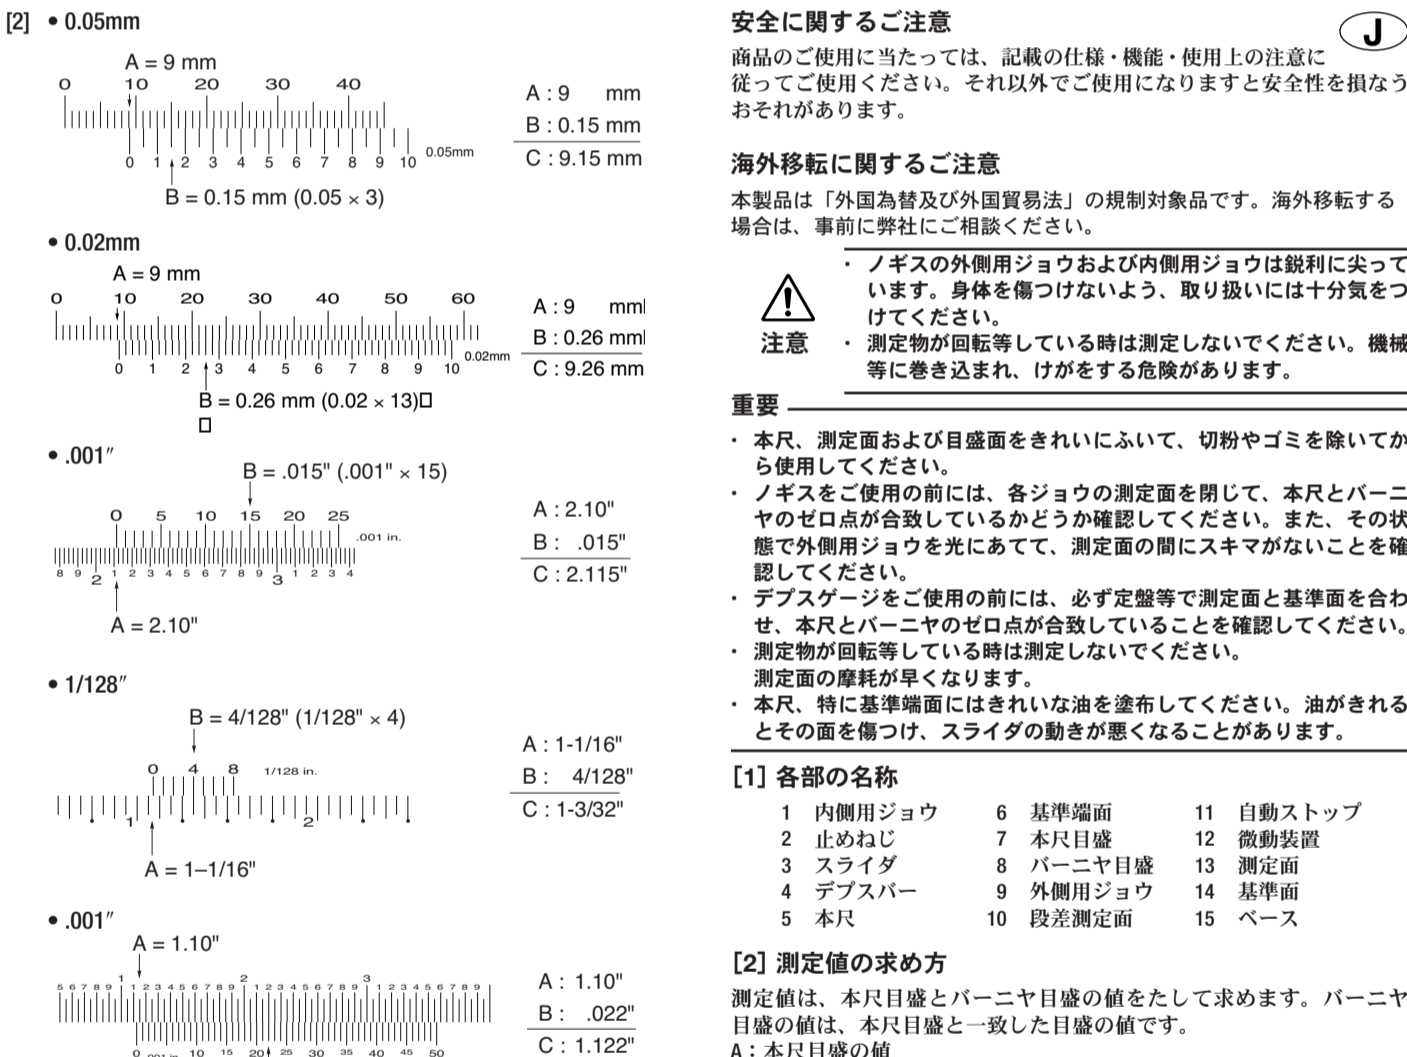 [2] • 0.05mm
A = 9 mm
0 10 20 30 40
0 1 2 3 4 5 6 7 8 9 10 0.05mm
B = 0.15 mm (0.05 × 3)
A : 9 mm
B : 0.15 mm
C : 9.15 mm
• 0.02mm
A = 9 mm
0 10 20 30 40 50 60
0 1 2 3 4 5 6 7 8 9 10 0.02mm
B = 0.26 mm (0.02 × 13)□
□
A : 9 mm
B : 0.26 mm
C : 9.26 mm
• .001″
B = .015" (.001" × 15)
0 5 10 15 20 25 .001 in.
8 9 2 1 2 3 4 5 6 7 8 9 3 1 2 3 4
A = 2.10"
A : 2.10"
B : .015"
C : 2.115"
• 1/128″
B = 4/128" (1/128" × 4)
0 4 8 1/128 in.
1 2
A = 1–1/16"
A : 1-1/16"
B : 4/128"
C : 1-3/32"
• .001″
A = 1.10"
5 6 7 8 9 1 1 2 3 4 5 6 7 8 9 2 1 2 3 4 5 6 7 8 9 3 1 2 3 4 5 6 7 8 9
0 .001 in. 10 15 20 25 30 35 40 45 50
A : 1.10"
B : .022"
C : 1.122"
安全に関するご注意
J
商品のご使用に当たっては、記載の仕様・機能・使用上の注意に
従ってご使用ください。それ以外でご使用になりますと安全性を損なう
おそれがあります。
海外移転に関するご注意
本製品は「外国為替及び外国貿易法」の規制対象品です。海外移転する
場合は、事前に弊社にご相談ください。
注意
・ ノギスの外側用ジョウおよび内側用ジョウは鋭利に尖って
います。身体を傷つけないよう、取り扱いには十分気をつ
けてください。
・ 測定物が回転等している時は測定しないでください。機械
等に巻き込まれ、けがをする危険があります。
重要
・ 本尺、測定面および目盛面をきれいにふいて、切粉やゴミを除いてか
ら使用してください。
・ ノギスをご使用の前には、各ジョウの測定面を閉じて、本尺とバーニ
ヤのゼロ点が合致しているかどうか確認してください。また、その状
態で外側用ジョウを光にあてて、測定面の間にスキマがないことを確
認してください。
・ デプスゲージをご使用の前には、必ず定盤等で測定面と基準面を合わ
せ、本尺とバーニヤのゼロ点が合致していることを確認してください。
・ 測定物が回転等している時は測定しないでください。
測定面の摩耗が早くなります。
・ 本尺、特に基準端面にはきれいな油を塗布してください。油がきれる
とその面を傷つけ、スライダの動きが悪くなることがあります。
[1] 各部の名称
1 内側用ジョウ 6 基準端面 11 自動ストップ
2 止めねじ 7 本尺目盛 12 微動装置
3 スライダ 8 バーニヤ目盛 13 測定面
4 デプスバー 9 外側用ジョウ 14 基準面
5 本尺 10 段差測定面 15 ベース
[2] 測定値の求め方
測定値は、本尺目盛とバーニヤ目盛の値をたして求めます。バーニヤ
目盛の値は、本尺目盛と一致した目盛の値です。
A：本尺目盛の値